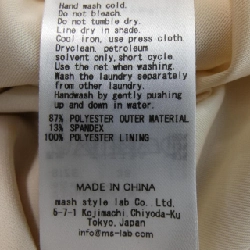 Hand wash cold.
Do not bleach.
Do not tumble dry.
Line dry in shade.
Cool iron, use press cloth.
Dryclean, petroleum
solvent only,short cycle.
Use the net when washing.
Wash the laundry separately
from other laundry.
Handwash by gently pushing
up and down in water.
87% POLYESTER OUTER MATERIAL
13% SPANDEX
100% POLYESTER LINING
MADE IN CHINA
mash style lab Co. Ltd.
5-7-1 Kojimachi, Chiyoda-Ku
Tokyo, Japan
info@ms-lab.com